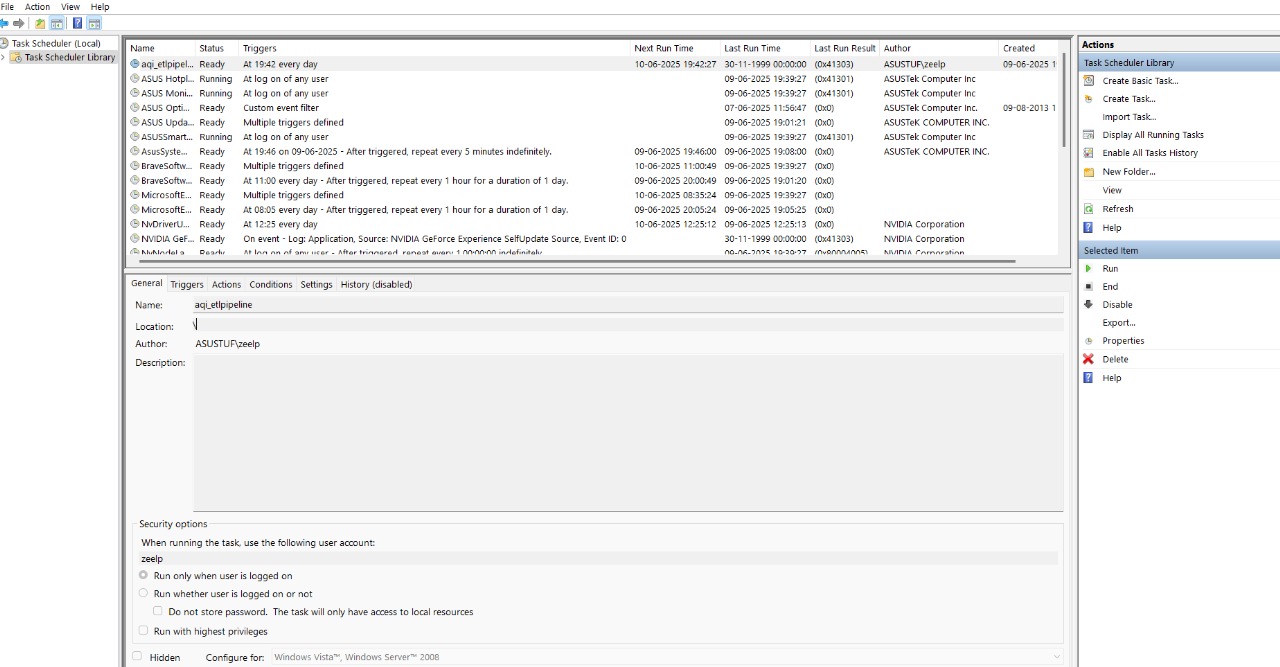 File Action View Help
Task Scheduler (Local)
Task Scheduler Library
Name Status Triggers Next Run Time Last Run Time Last Run Result Author Created
aqi_etlpipel... Ready At 19:42 every day 10-06-2025 19:42:27 30-11-1999 00:00:00 (0x41303) ASUSTUF\zeelp 09-06-2025 1
ASUS Hotpl... Running At log on of any user 09-06-2025 19:39:27 (0x41301) ASUSTek Computer Inc
ASUS Moni... Running At log on of any user 09-06-2025 19:39:27 (0x41301) ASUSTek Computer Inc
ASUS Opti... Ready Custom event filter 07-06-2025 11:56:47 (0x0) ASUSTek Computer Inc. 09-08-2013 1
ASUS Upda... Ready Multiple triggers defined 09-06-2025 19:01:21 (0x0) ASUSTeK COMPUTER INC.
ASUSSmart... Running At log on of any user 09-06-2025 19:39:27 (0x41301) ASUSTek Computer Inc
AsusSyste... Ready At 19:46 on 09-06-2025 - After triggered, repeat every 5 minutes indefinitely. 09-06-2025 19:46:00 09-06-2025 19:08:00 (0x0) ASUSTeK COMPUTER INC.
BraveSoftw... Ready Multiple triggers defined 10-06-2025 11:00:49 09-06-2025 19:39:27 (0x0)
BraveSoftw... Ready At 11:00 every day - After triggered, repeat every 1 hour for a duration of 1 day. 09-06-2025 20:00:49 09-06-2025 19:01:20 (0x0)
MicrosoftE... Ready Multiple triggers defined 10-06-2025 08:35:24 09-06-2025 19:39:27 (0x0)
MicrosoftE... Ready At 08:05 every day - After triggered, repeat every 1 hour for a duration of 1 day. 09-06-2025 20:05:24 09-06-2025 19:05:25 (0x0)
NvDriverU... Ready At 12:25 every day 10-06-2025 12:25:12 09-06-2025 12:25:13 (0x0) NVIDIA Corporation
NVIDIA GeF... Ready On event - Log: Application, Source: NVIDIA GeForce Experience SelfUpdate Source, Event ID: 0 30-11-1999 00:00:00 (0x41303) NVIDIA Corporation
NvNodeLa... Ready At log on of any user - After triggered, repeat every 1.00:00:00 indefinitely. 09-06-2025 19:39:27 (0x80004005) NVIDIA Corporation
General Triggers Actions Conditions Settings History (disabled)
Name: aqi_etlpipeline
Location: \
Author: ASUSTUF\zeelp
Description:
Security options
When running the task, use the following user account:
zeelp
Run only when user is logged on
Run whether user is logged on or not
Do not store password. The task will only have access to local resources
Run with highest privileges
Hidden Configure for: Windows Vista™, Windows Server™ 2008
Actions
Task Scheduler Library
Create Basic Task...
Create Task...
Import Task...
Display All Running Tasks
Enable All Tasks History
New Folder...
View
Refresh
Help
Selected Item
Run
End
Disable
Export...
Properties
Delete
Help